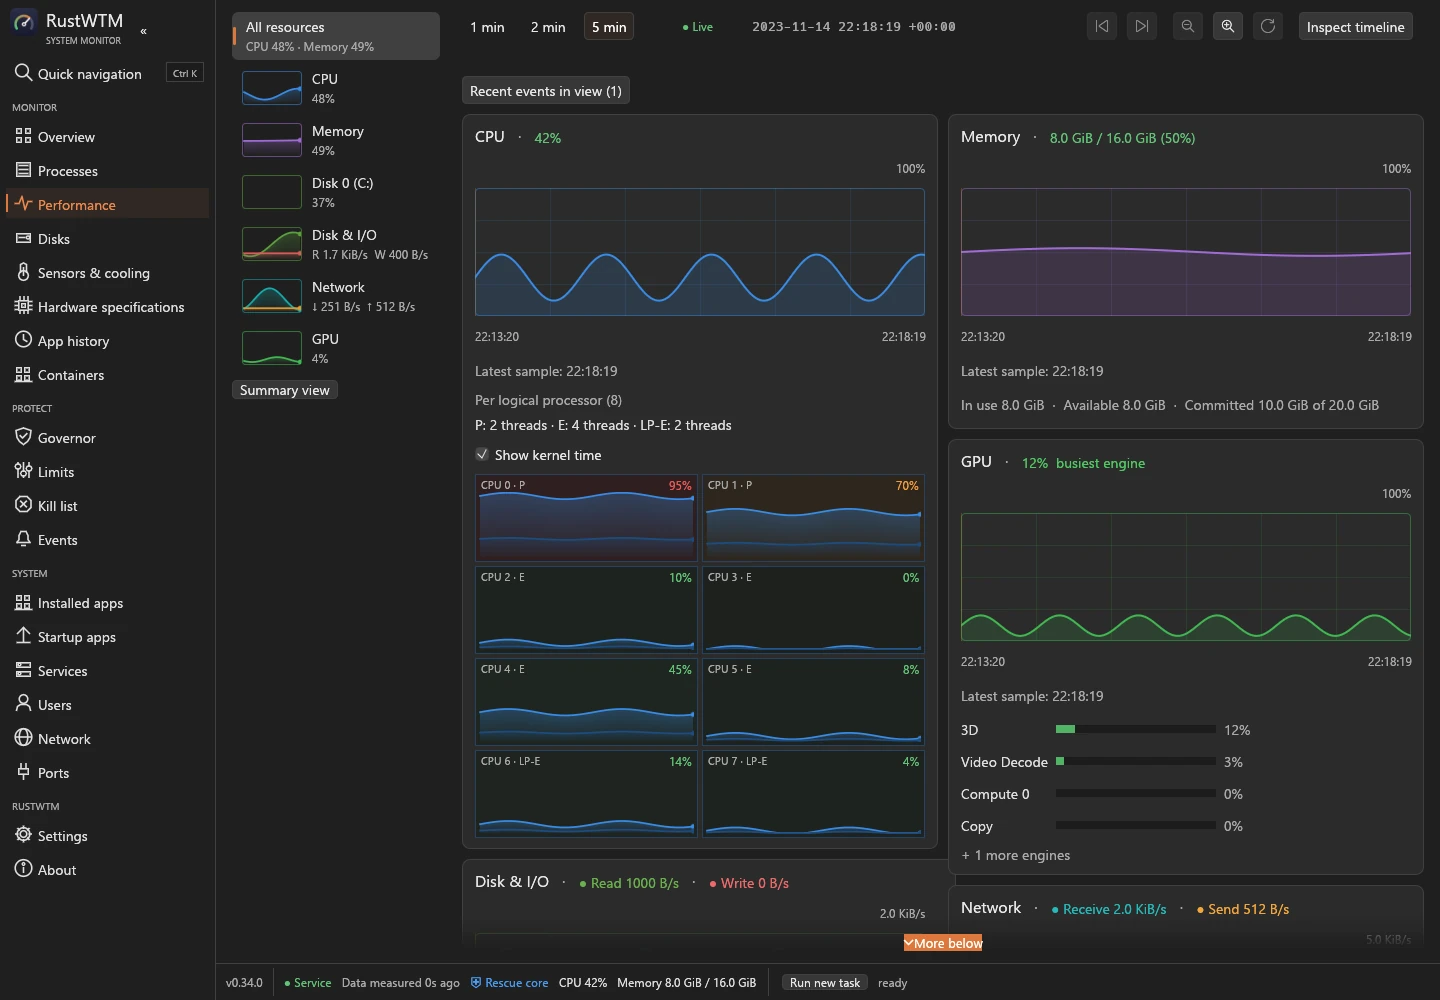 RustWTM
SYSTEM MONITOR
«
Quick navigation
Ctrl K
MONITOR
Overview
Processes
Performance
Disks
Sensors & cooling
Hardware specifications
App history
Containers
PROTECT
Governor
Limits
Kill list
Events
SYSTEM
Installed apps
Startup apps
Services
Users
Network
Ports
RUSTWTM
Settings
About
All resources
CPU 48% · Memory 49%
CPU
48%
Memory
49%
Disk 0 (C:)
37%
Disk & I/O
R 1.7 KiB/s W 400 B/s
Network
↓ 251 B/s ↑ 512 B/s
GPU
4%
Summary view
1 min 2 min 5 min
● Live
2023-11-14 22:18:19 +00:00
Inspect timeline
Recent events in view (1)
CPU · 42%
100%
22:13:20 22:18:19
Latest sample: 22:18:19
Per logical processor (8)
P: 2 threads · E: 4 threads · LP-E: 2 threads
Show kernel time
CPU 0 · P 95%
CPU 1 · P 70%
CPU 2 · E 10%
CPU 3 · E 0%
CPU 4 · E 45%
CPU 5 · E 8%
CPU 6 · LP-E 14%
CPU 7 · LP-E 4%
Disk & I/O · ● Read 1000 B/s · ● Write 0 B/s
2.0 KiB/s
Memory · 8.0 GiB / 16.0 GiB (50%)
100%
22:13:20 22:18:19
Latest sample: 22:18:19
In use 8.0 GiB · Available 8.0 GiB · Committed 10.0 GiB of 20.0 GiB
GPU · 12% busiest engine
100%
22:13:20 22:18:19
Latest sample: 22:18:19
3D 12%
Video Decode 3%
Compute 0 0%
Copy 0%
+ 1 more engines
Network · ● Receive 2.0 KiB/s · ● Send 512 B/s
5.0 KiB/s
More below
v0.34.0
● Service
Data measured 0s ago
Rescue core
CPU 42%
Memory 8.0 GiB / 16.0 GiB
Run new task
ready